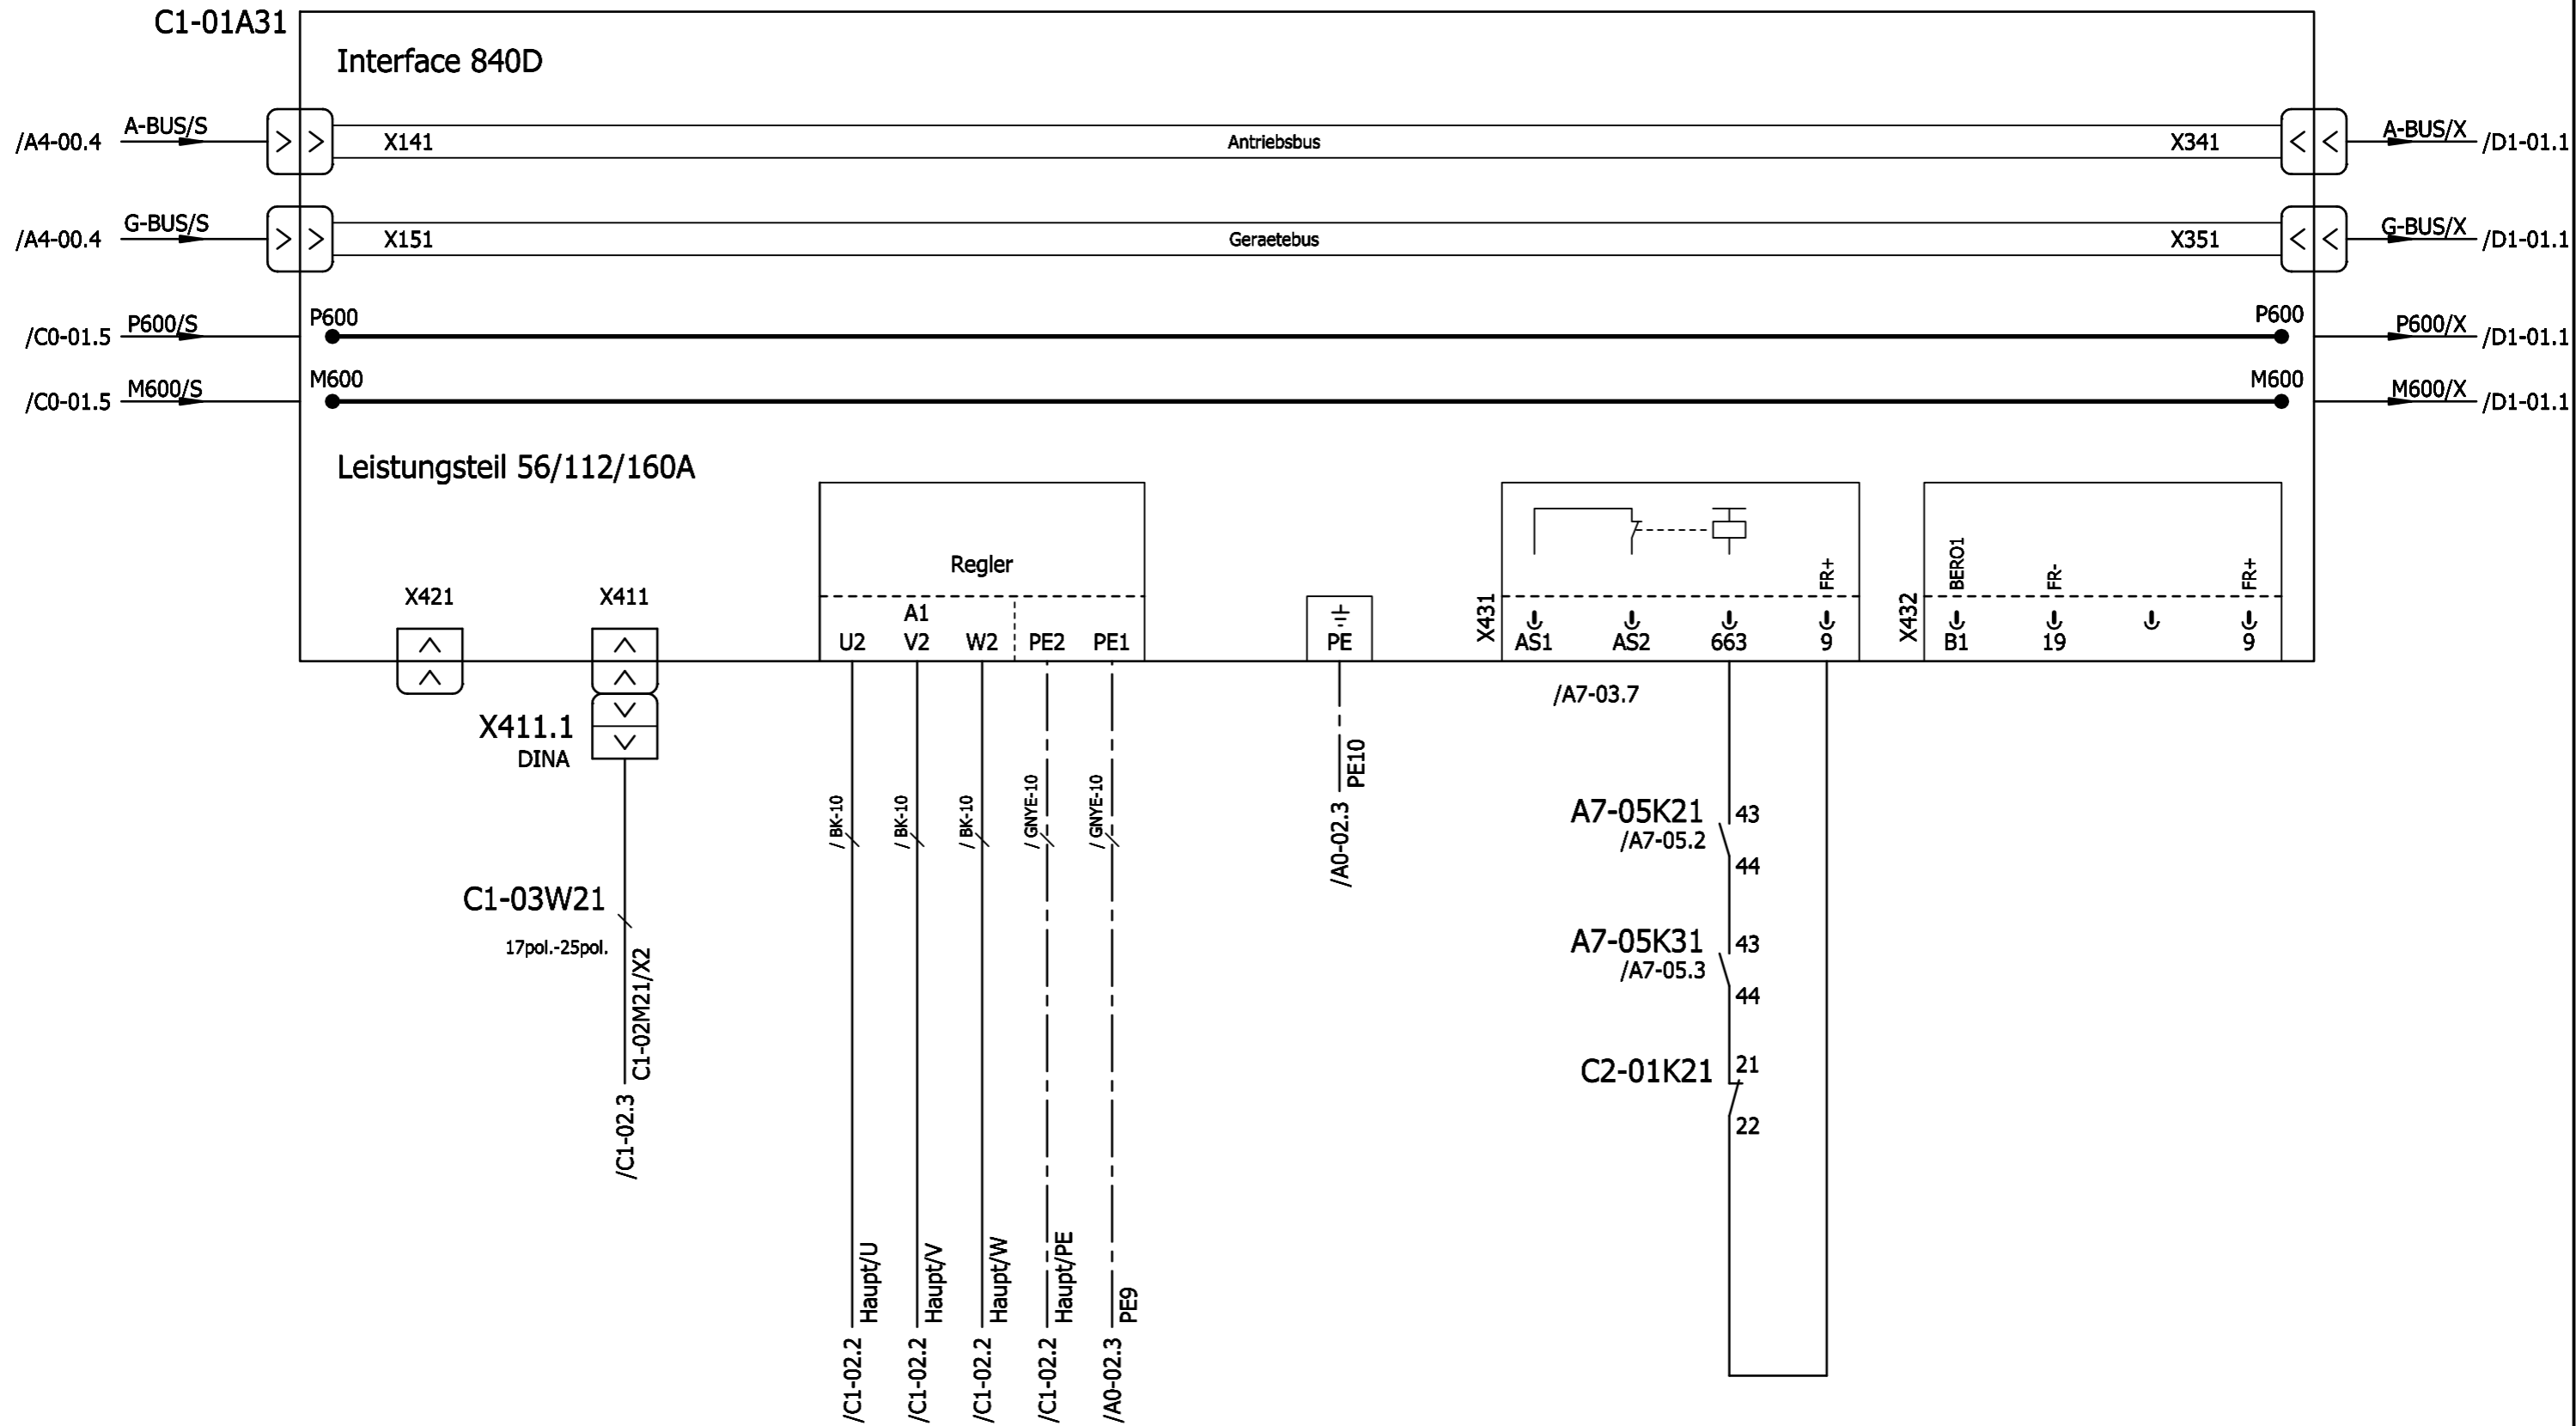 C1-01A31
Interface 840D
/A4-00.4 A-BUS/S X141 Antriebsbus X341 A-BUS/X /D1-01.1
/A4-00.4 G-BUS/S X151 Geraetebus X351 G-BUS/X /D1-01.1
/C0-01.5 P600/S P600 P600 P600/X /D1-01.1
/C0-01.5 M600/S M600 M600 M600/X /D1-01.1
Leistungsteil 56/112/160A
X421
X411
X411.1
DINA
C1-03W21
17pol.-25pol.
C1-02M21/X2
/C1-02.3
Regler
A1
U2 V2 W2 PE2 PE1
/ BK-10
/ BK-10
/ BK-10
/ GNYE-10
/ GNYE-10
Haupt/U
Haupt/V
Haupt/W
Haupt/PE
PE9
/C1-02.2
/C1-02.2
/C1-02.2
/C1-02.2
/A0-02.3
PE
PE10
/A0-02.3
X431
FR+
AS1 AS2 663 9
/A7-03.7
X432
BERO1
FR-
FR+
B1 19 9
A7-05K21 43
/A7-05.2
44
A7-05K31 43
/A7-05.3
44
C2-01K21 21
22